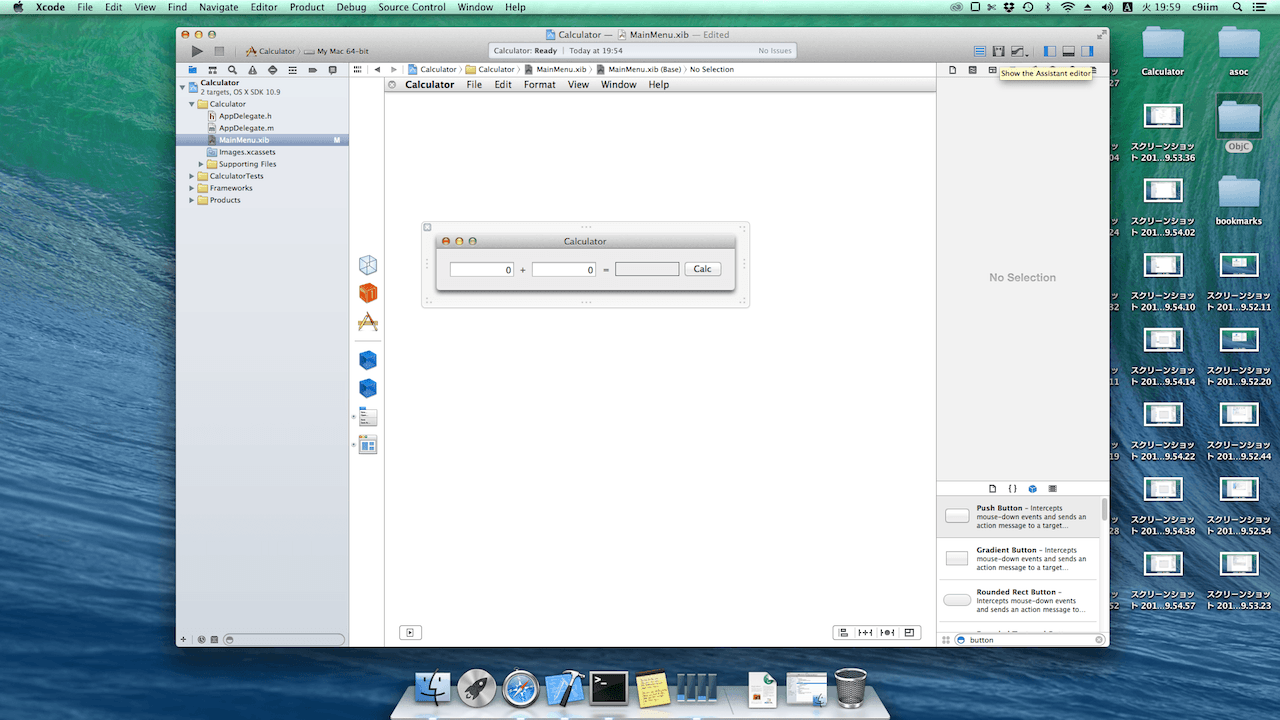 Xcode File Edit View Find Navigate Editor Product Debug Source Control Window Help
A 火 19:59 c9iim
Calculator — MainMenu.xib — Edited
Calculator My Mac 64-bit
Calculator: Ready Today at 19:54
No Issues
Calculator Calculator MainMenu.xib MainMenu.xib (Base) No Selection
Show the Assistant editor
Calculator
2 targets, OS X SDK 10.9
Calculator
AppDelegate.h
AppDelegate.m
MainMenu.xib M
Images.xcassets
Supporting Files
CalculatorTests
Frameworks
Products
Calculator File Edit Format View Window Help
Calculator
0 + 0 = Calc
No Selection
Push Button – Intercepts
mouse-down events and sends an
action message to a target...
Gradient Button – Intercepts
mouse-down events and sends an
action message to a target...
Rounded Rect Button –
Intercepts mouse-down events
and sends an action message to...
button
Calculator
asoc
スクリーンショッ
ト 201...9.53.36
ObjC
スクリーンショッ
ト 201...9.54.02
bookmarks
スクリーンショッ
ト 201...9.54.10
スクリーンショッ
ト 201...9.52.11
スクリーンショッ
ト 201...9.54.14
スクリーンショッ
ト 201...9.52.20
スクリーンショッ
ト 201...9.54.22
スクリーンショッ
ト 201...9.52.44
スクリーンショッ
ト 201...9.54.38
スクリーンショッ
ト 201...9.52.54
スクリーンショッ
ト 201...9.54.57
スクリーンショッ
ト 201...9.53.23